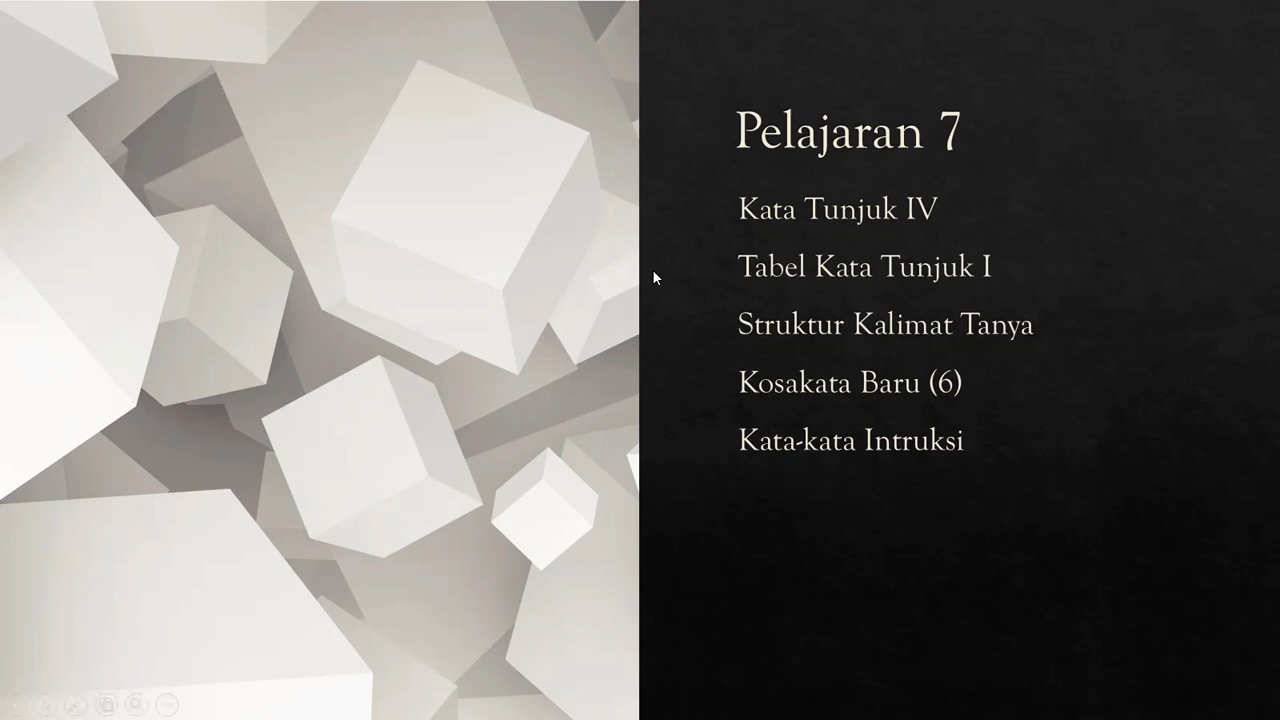 Pelajaran 7
Kata Tunjuk IV
Tabel Kata Tunjuk I
Struktur Kalimat Tanya
Kosakata Baru (6)
Kata-kata Intruksi